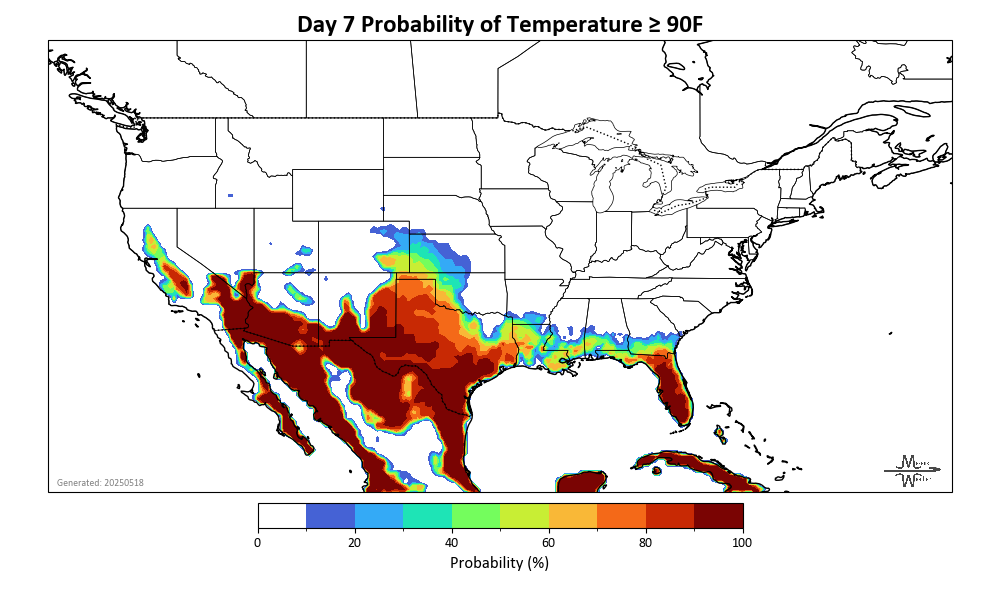 Day 7 Probability of Temperature ≥ 90F
Generated: 20250518
0 20 40 60 80 100
Probability (%)